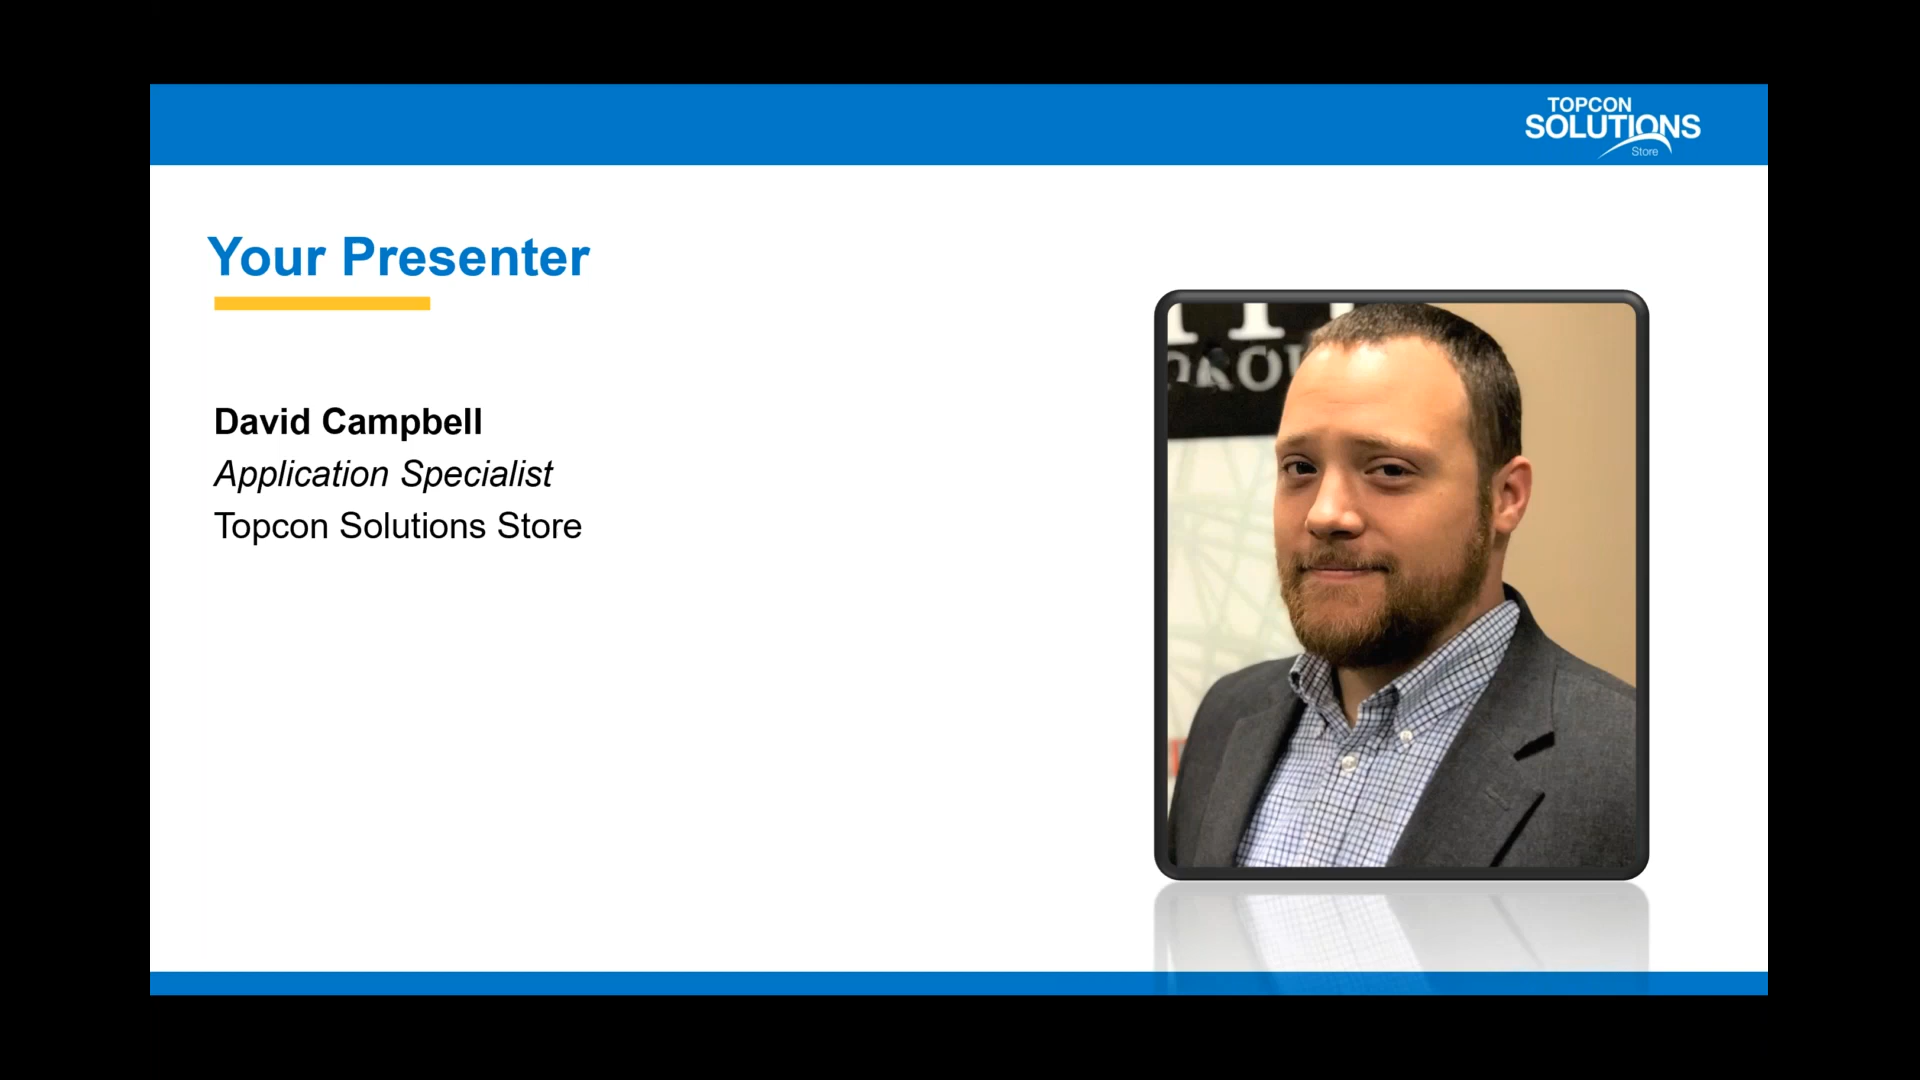 TOPCON
SOLUTIONS
Store
Your Presenter
David Campbell
Application Specialist
Topcon Solutions Store